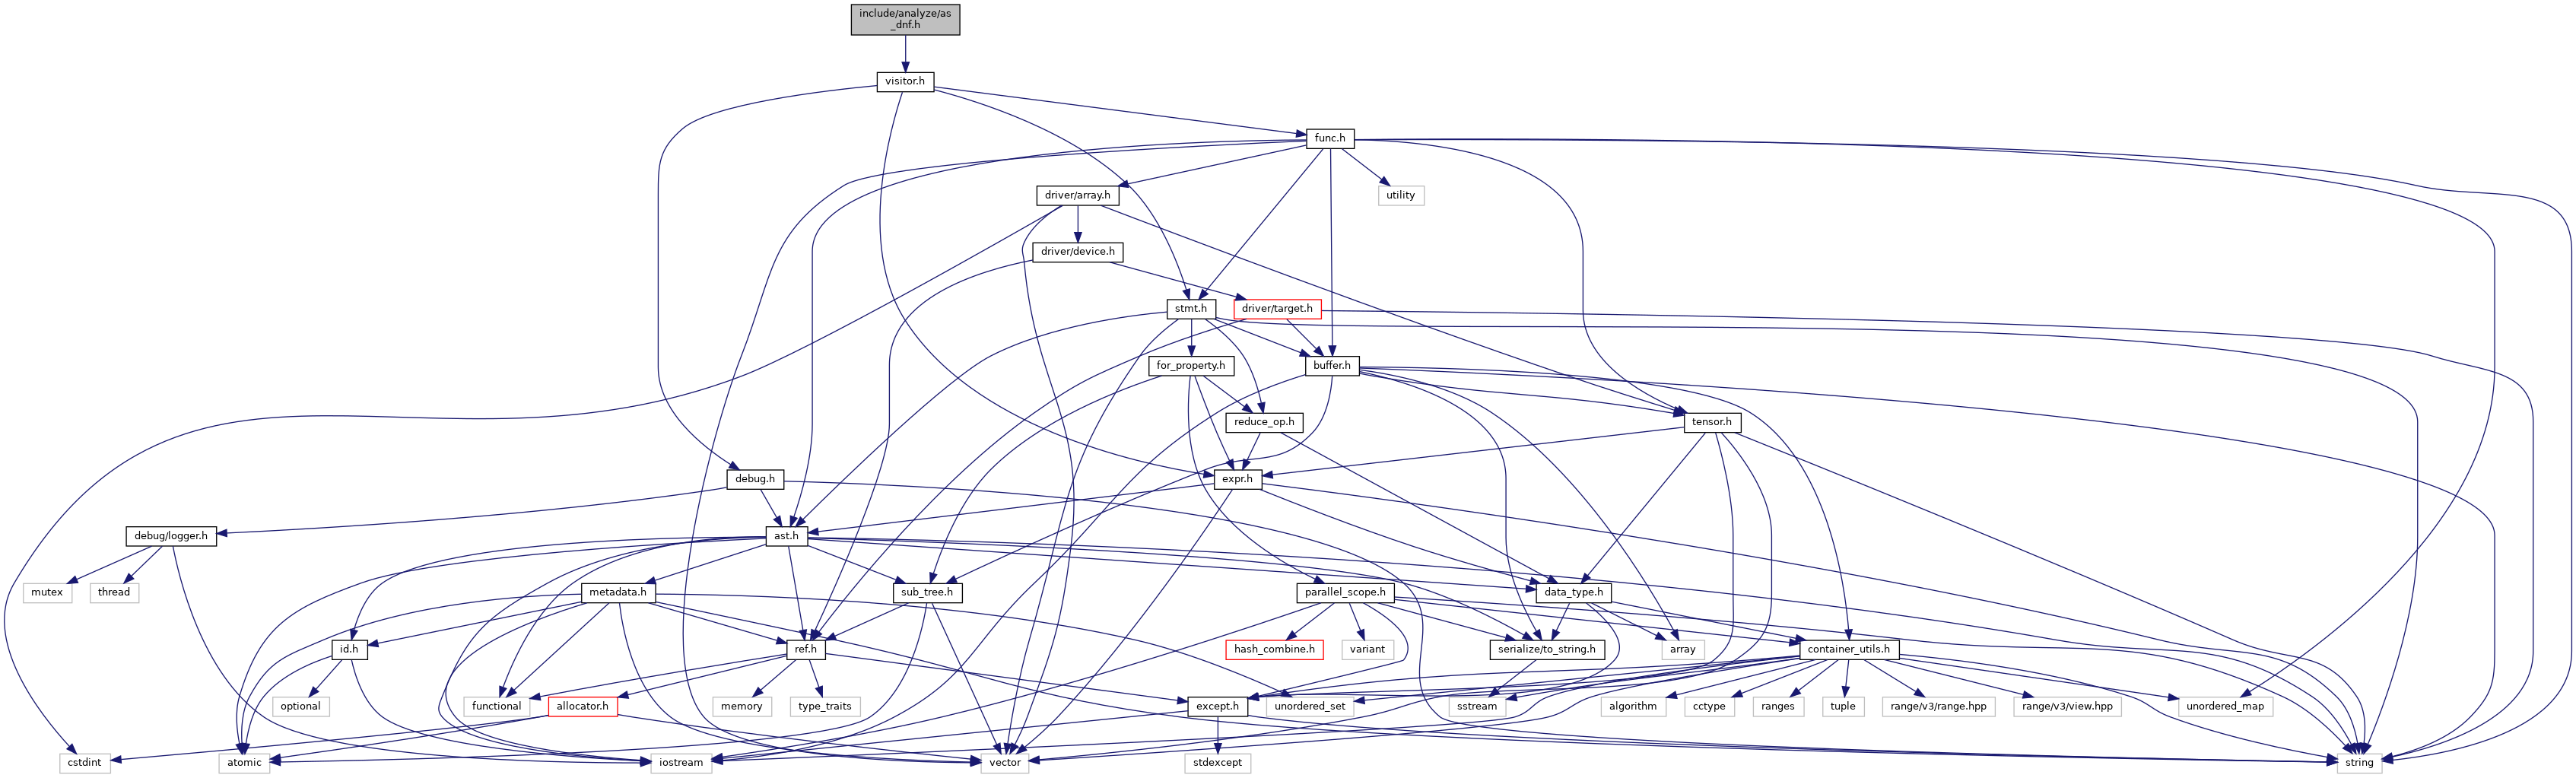 include/analyze/as
_dnf.h
visitor.h
func.h
driver/array.h
utility
driver/device.h
stmt.h
driver/target.h
for_property.h
buffer.h
reduce_op.h
tensor.h
debug.h
expr.h
debug/logger.h
ast.h
mutex
thread
metadata.h
sub_tree.h
parallel_scope.h
data_type.h
id.h
ref.h
hash_combine.h
variant
serialize/to_string.h
array
container_utils.h
optional
functional
allocator.h
memory
type_traits
except.h
unordered_set
sstream
algorithm
cctype
ranges
tuple
range/v3/range.hpp
range/v3/view.hpp
unordered_map
cstdint
atomic
iostream
vector
stdexcept
string